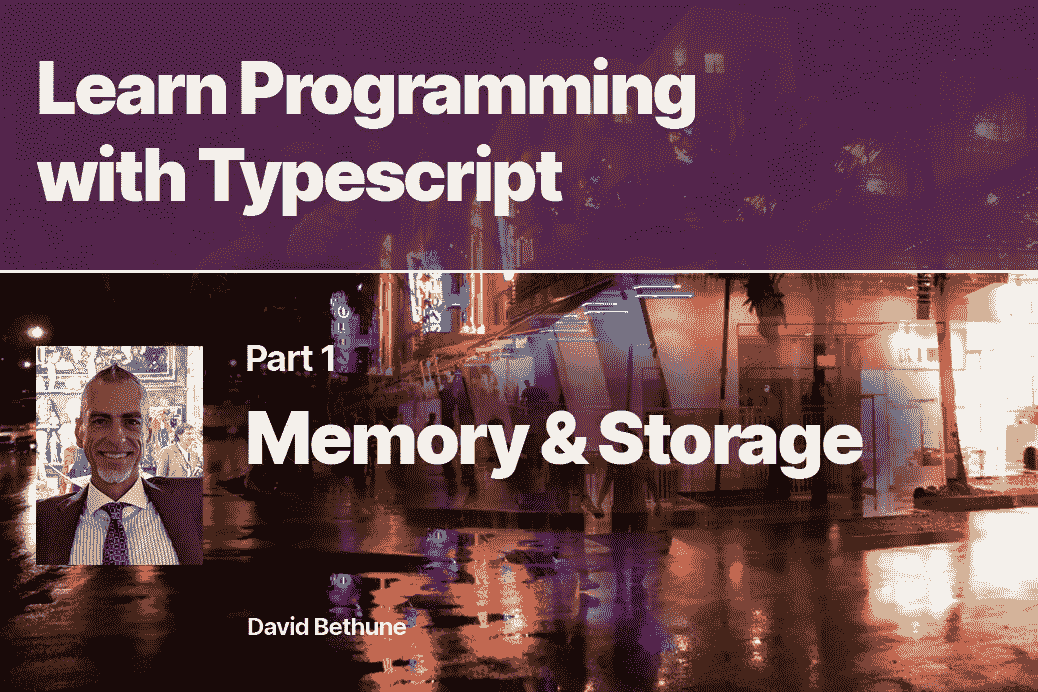 Learn Programming
with Typescript
Part 1
Memory & Storage
David Bethune